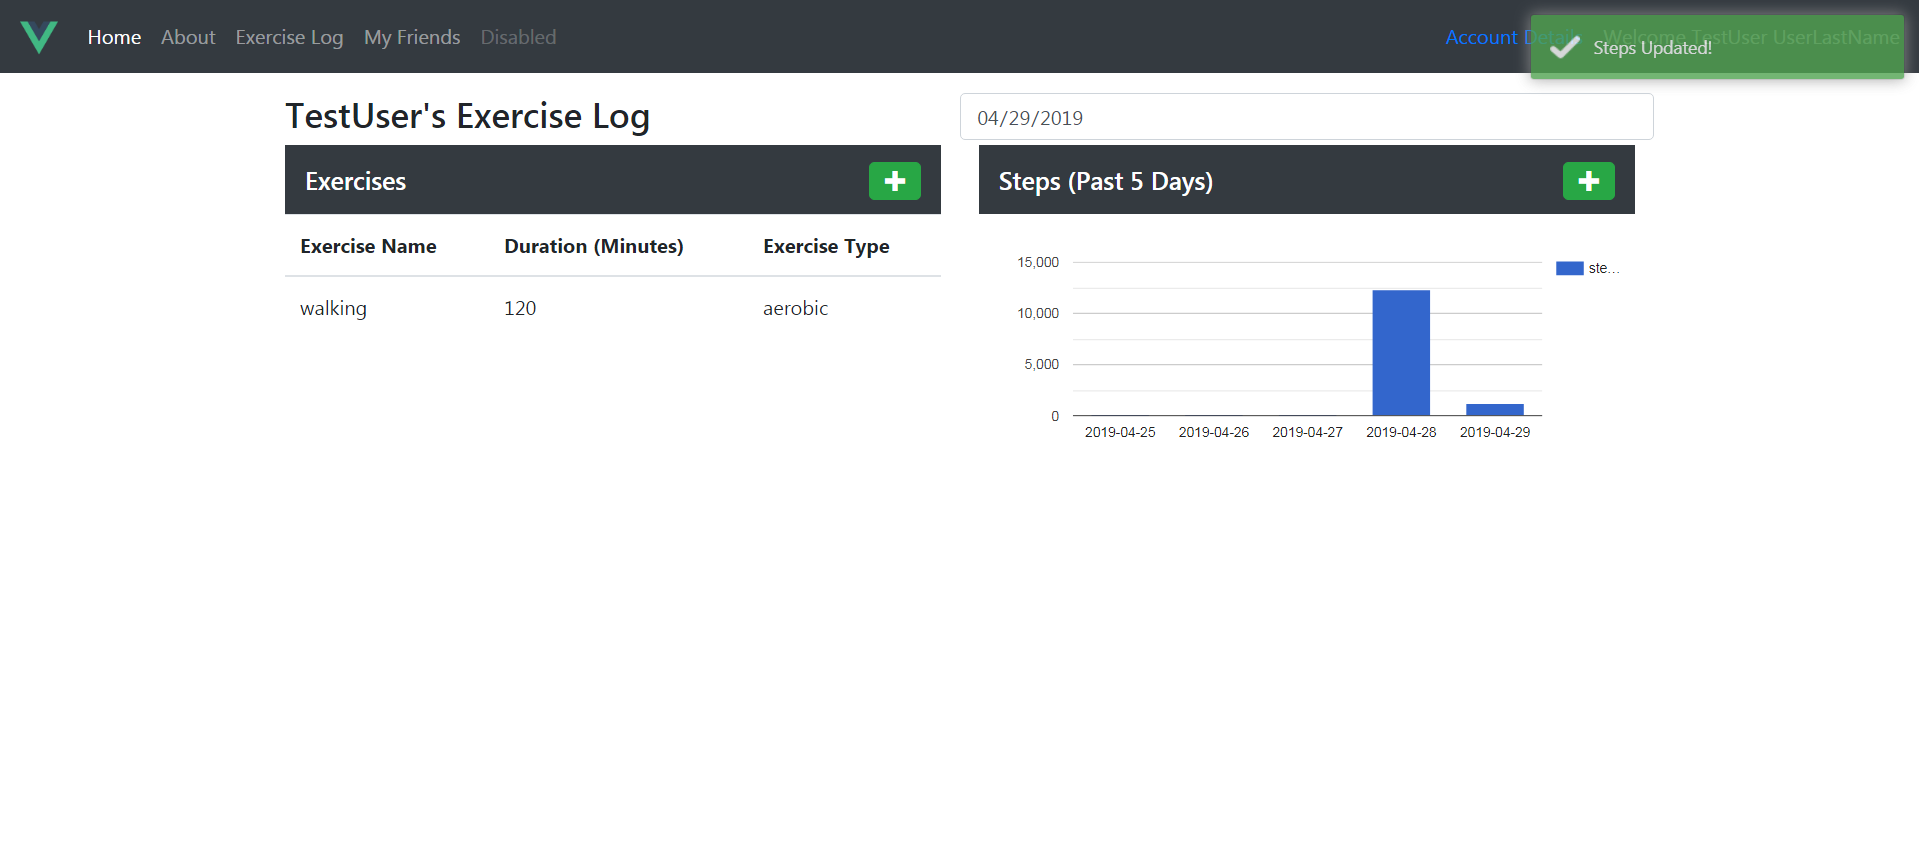 Home About Exercise Log My Friends Disabled Account Details Welcome TestUser UserLastName
Steps Updated!
TestUser's Exercise Log
04/29/2019
Exercises
Exercise Name Duration (Minutes) Exercise Type
walking 120 aerobic
Steps (Past 5 Days)
15,000
10,000
5,000
0
2019-04-25 2019-04-26 2019-04-27 2019-04-28 2019-04-29
ste...